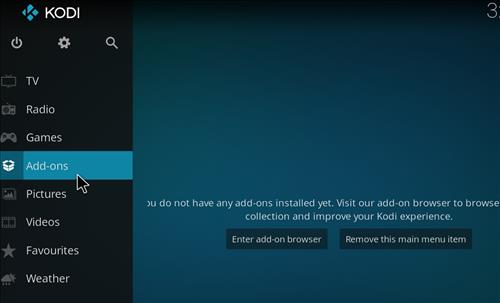 KODI
3
TV
Radio
Games
Add-ons
Pictures
Videos
Favourites
Weather
ou do not have any add-ons installed yet. Visit our add-on browser to browse
collection and improve your Kodi experience.
Enter add-on browser
Remove this main menu item